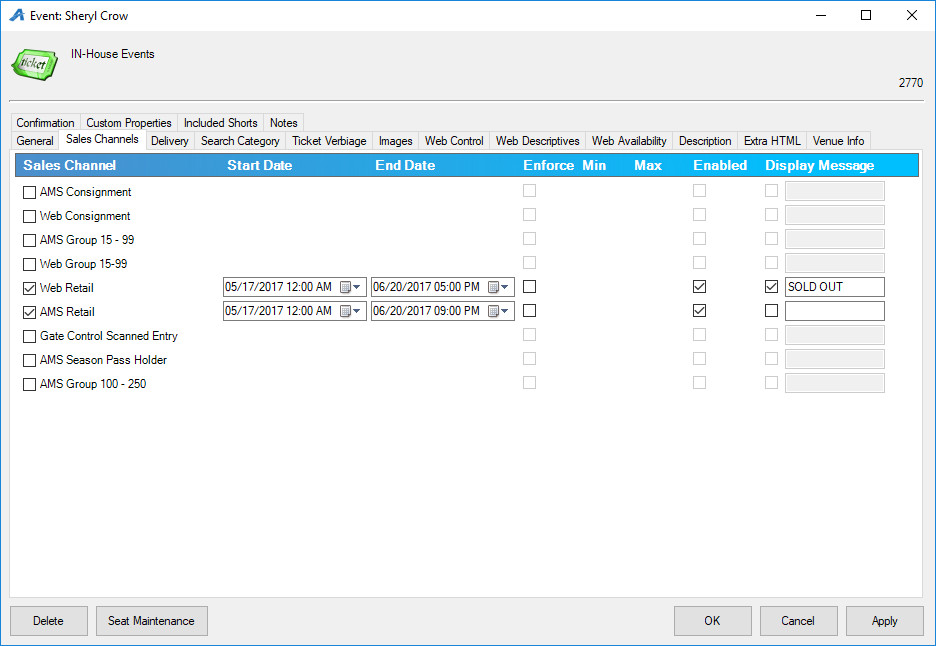 Event: Sheryl Crow
ticket
IN-House Events
2770
Confirmation Custom Properties Included Shorts Notes
General Sales Channels Delivery Search Category Ticket Verbiage Images Web Control Web Descriptives Web Availability Description Extra HTML Venue Info
Sales Channel Start Date End Date Enforce Min Max Enabled Display Message
AMS Consignment
Web Consignment
AMS Group 15 - 99
Web Group 15-99
Web Retail 05/17/2017 12:00 AM 06/20/2017 05:00 PM SOLD OUT
AMS Retail 05/17/2017 12:00 AM 06/20/2017 09:00 PM
Gate Control Scanned Entry
AMS Season Pass Holder
AMS Group 100 - 250
Delete Seat Maintenance OK Cancel Apply